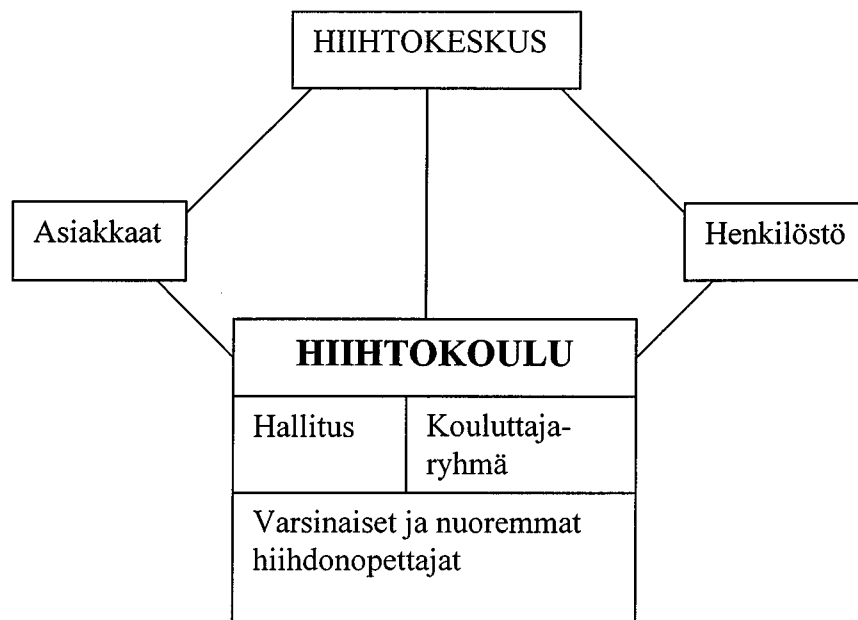 HIIHTOKESKUS
Asiakkaat
Henkilöstö
HIIHTOKOULU
Hallitus
Kouluttaja-
ryhmä
Varsinaiset ja nuoremmat
hiihdonopettajat